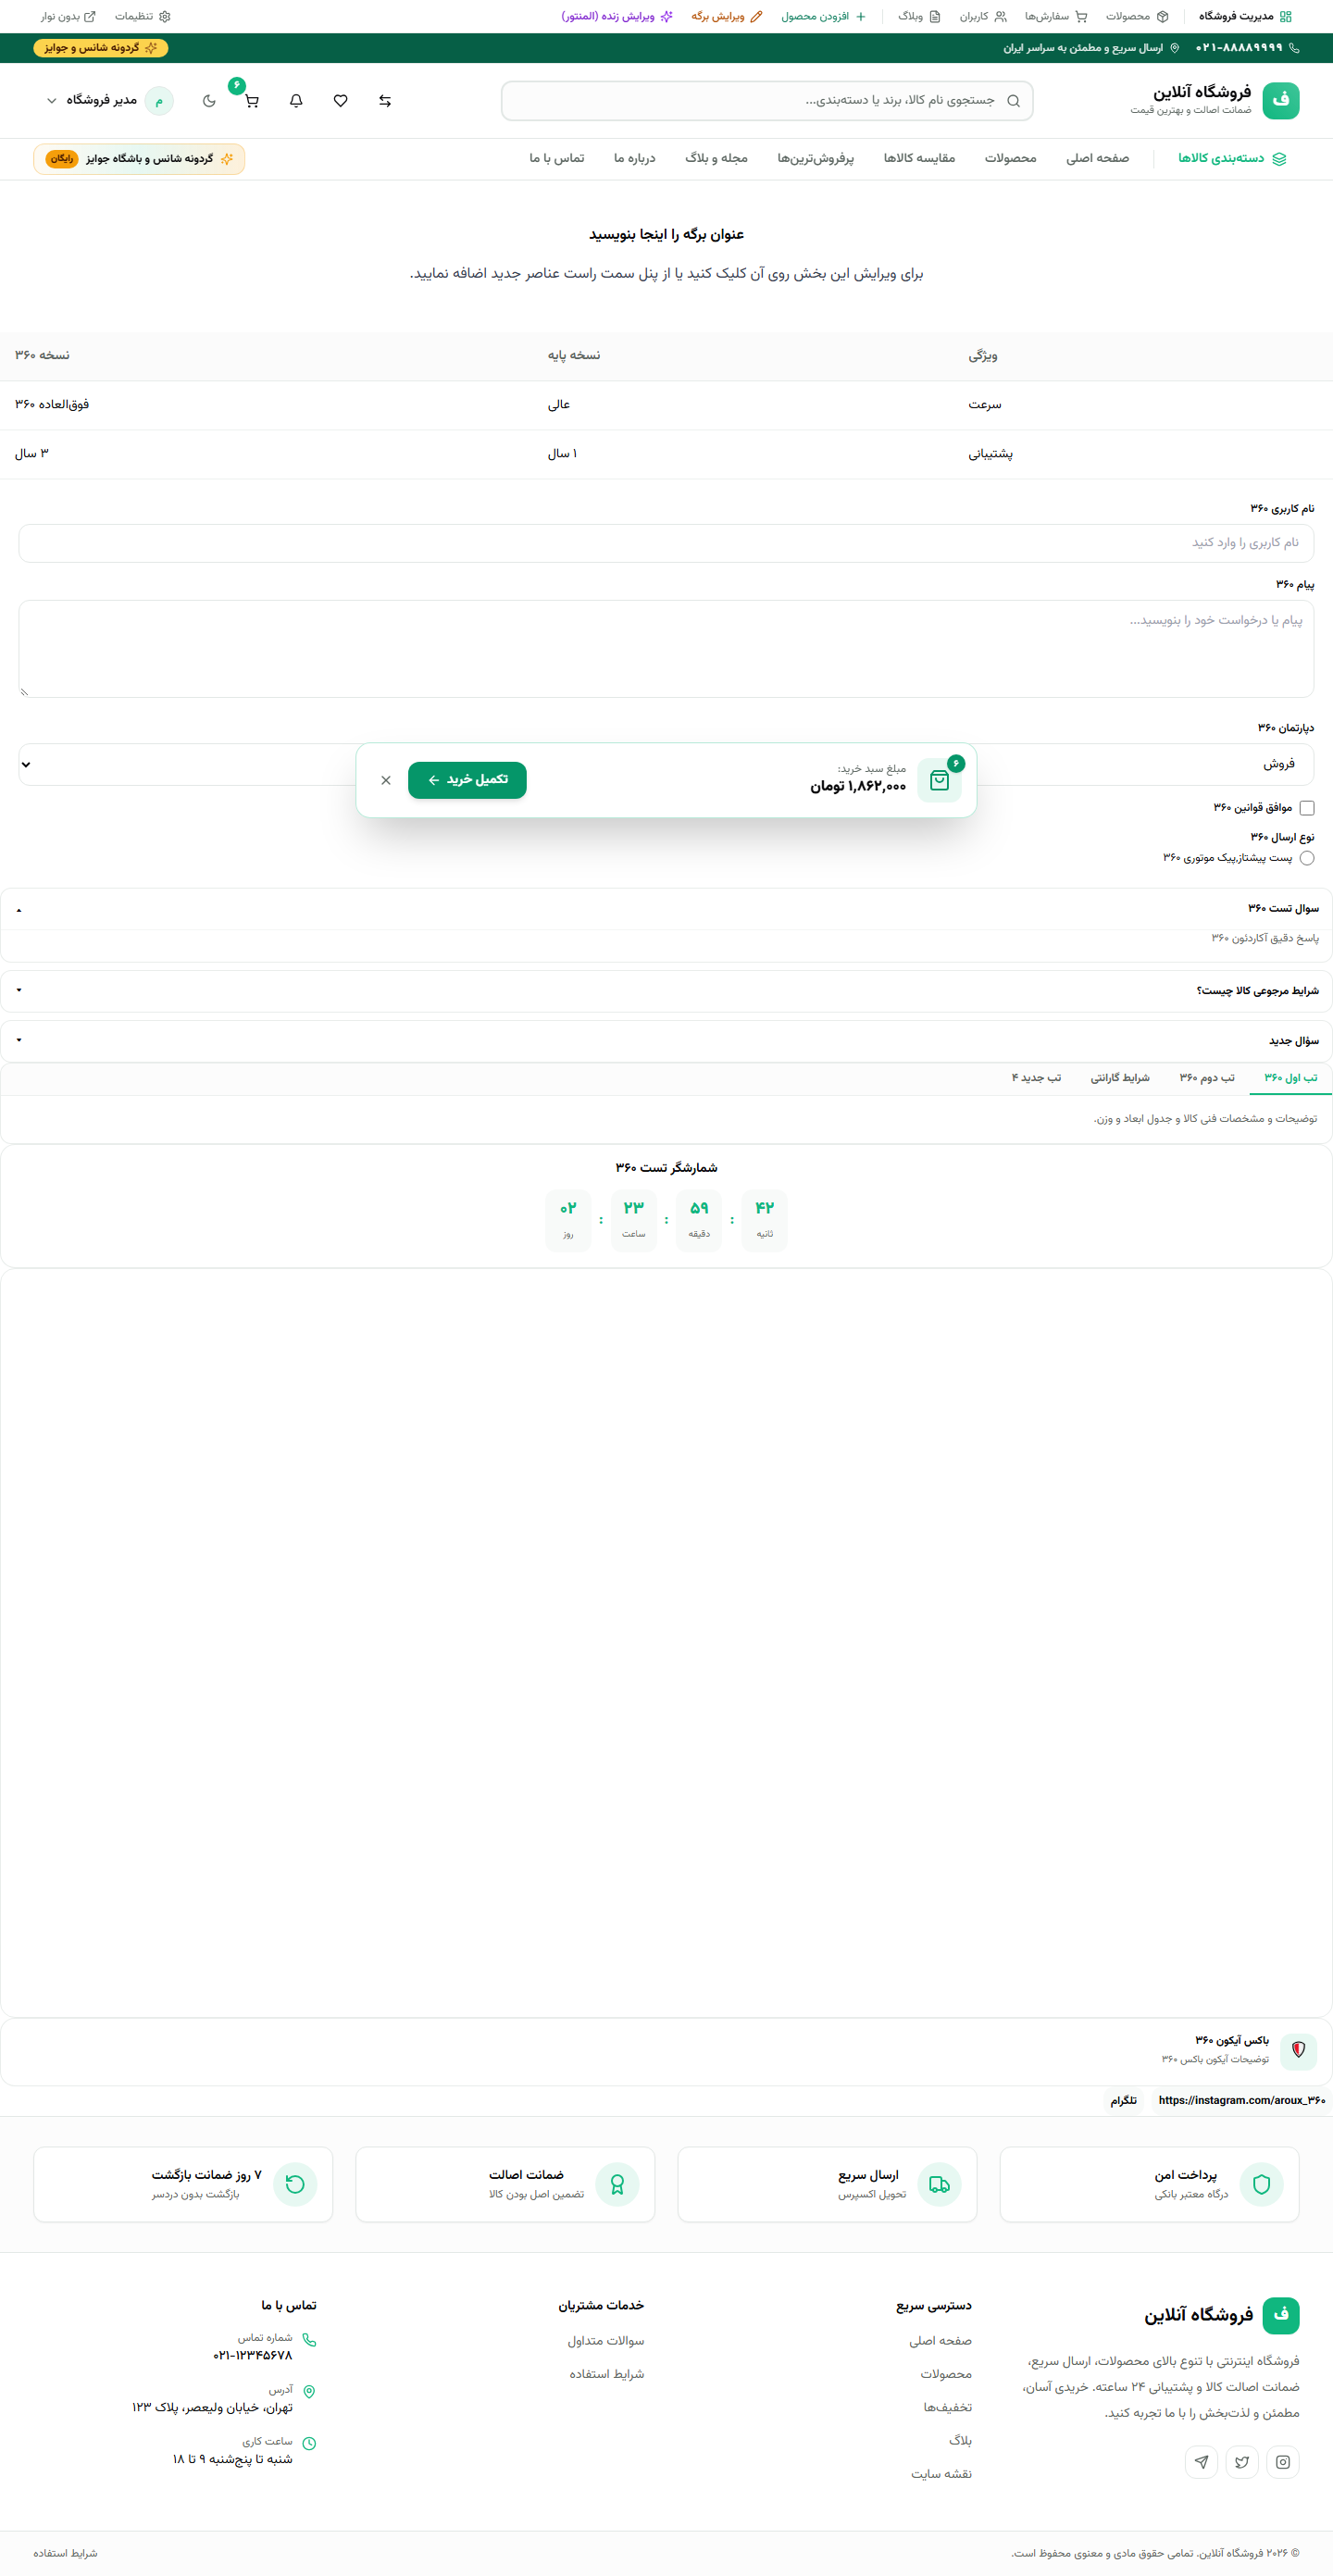 مدیریت فروشگاه
محصولات
سفارش‌ها
کاربران
وبلاگ
افزودن محصول
ویرایش برگه
ویرایش زنده (المنتور)
تنظیمات
بدون نوار
۰۲۱-۸۸۸۸۹۹۹۹
ارسال سریع و مطمئن به سراسر ایران
گردونه شانس و جوایز
ف
فروشگاه آنلاین
ضمانت اصالت و بهترین قیمت
جستجوی نام کالا، برند یا دسته‌بندی...
۶
م
مدیر فروشگاه
دسته‌بندی کالاها
صفحه اصلی
محصولات
مقایسه کالاها
پرفروش‌ترین‌ها
مجله و بلاگ
درباره ما
تماس با ما
گردونه شانس و باشگاه جوایز
رایگان
عنوان برگه را اینجا بنویسید
برای ویرایش این بخش روی آن کلیک کنید یا از پنل سمت راست عناصر جدید اضافه نمایید.
ویژگی
نسخه پایه
نسخه ۳۶۰
سرعت
عالی
فوق‌العاده ۳۶۰
پشتیبانی
۱ سال
۳ سال
نام کاربری ۳۶۰
نام کاربری را وارد کنید
پیام ۳۶۰
پیام یا درخواست خود را بنویسید...
دپارتمان ۳۶۰
فروش
۶
مبلغ سبد خرید:
۱,۸۶۲,۰۰۰ تومان
تکمیل خرید
موافق قوانین ۳۶۰
نوع ارسال ۳۶۰
پست پیشتاز,پیک موتوری ۳۶۰
سوال تست ۳۶۰
پاسخ دقیق آکاردئون ۳۶۰
شرایط مرجوعی کالا چیست؟
سؤال جدید
تب اول ۳۶۰
تب دوم ۳۶۰
شرایط گارانتی
تب جدید ۴
توضیحات و مشخصات فنی کالا و جدول ابعاد و وزن.
شمارشگر تست ۳۶۰
۴۲ : ۵۹ : ۲۳ : ۰۲
ثانیه
دقیقه
ساعت
روز
باکس آیکون ۳۶۰
توضیحات آیکون باکس ۳۶۰
https://instagram.com/aroux_۳۶۰
تلگرام
پرداخت امن
درگاه معتبر بانکی
ارسال سریع
تحویل اکسپرس
ضمانت اصالت
تضمین اصل بودن کالا
۷ روز ضمانت بازگشت
بازگشت بدون دردسر
ف
فروشگاه آنلاین
فروشگاه اینترنتی با تنوع بالای محصولات، ارسال سریع،
ضمانت اصالت کالا و پشتیبانی ۲۴ ساعته. خریدی آسان،
مطمئن و لذت‌بخش را با ما تجربه کنید.
دسترسی سریع
صفحه اصلی
محصولات
تخفیف‌ها
بلاگ
نقشه سایت
خدمات مشتریان
سوالات متداول
شرایط استفاده
تماس با ما
شماره تماس
۰۲۱-۱۲۳۴۵۶۷۸
آدرس
تهران، خیابان ولیعصر، پلاک ۱۲۳
ساعت کاری
شنبه تا پنج‌شنبه ۹ تا ۱۸
© ۲۰۲۶ فروشگاه آنلاین. تمامی حقوق مادی و معنوی محفوظ است.
شرایط استفاده